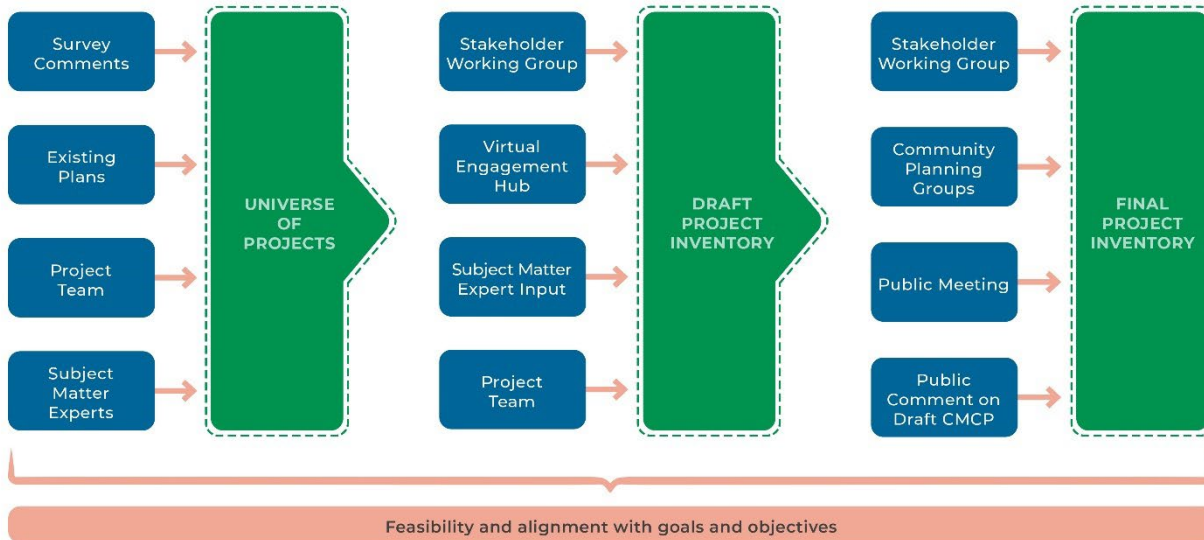 Survey
Comments
Existing
Plans
Project
Team
Subject
Matter
Experts
UNIVERSE
OF
PROJECTS
Stakeholder
Working Group
Virtual
Engagement
Hub
Subject Matter
Expert Input
Project
Team
DRAFT
PROJECT
INVENTORY
Stakeholder
Working Group
Community
Planning
Groups
Public Meeting
Public
Comment on
Draft CMCP
FINAL
PROJECT
INVENTORY
Feasibility and alignment with goals and objectives